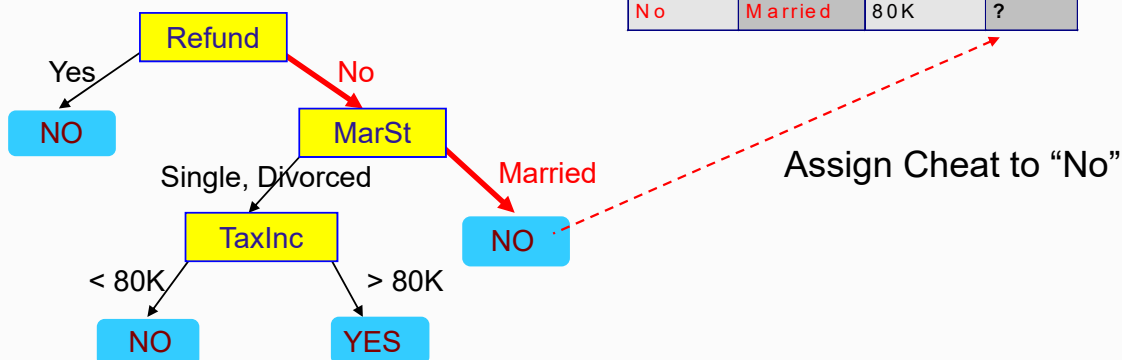 No Married 80K ?
Refund
Yes
No
NO
MarSt
Single, Divorced
Married
Assign Cheat to “No”
TaxInc
NO
< 80K
> 80K
NO
YES